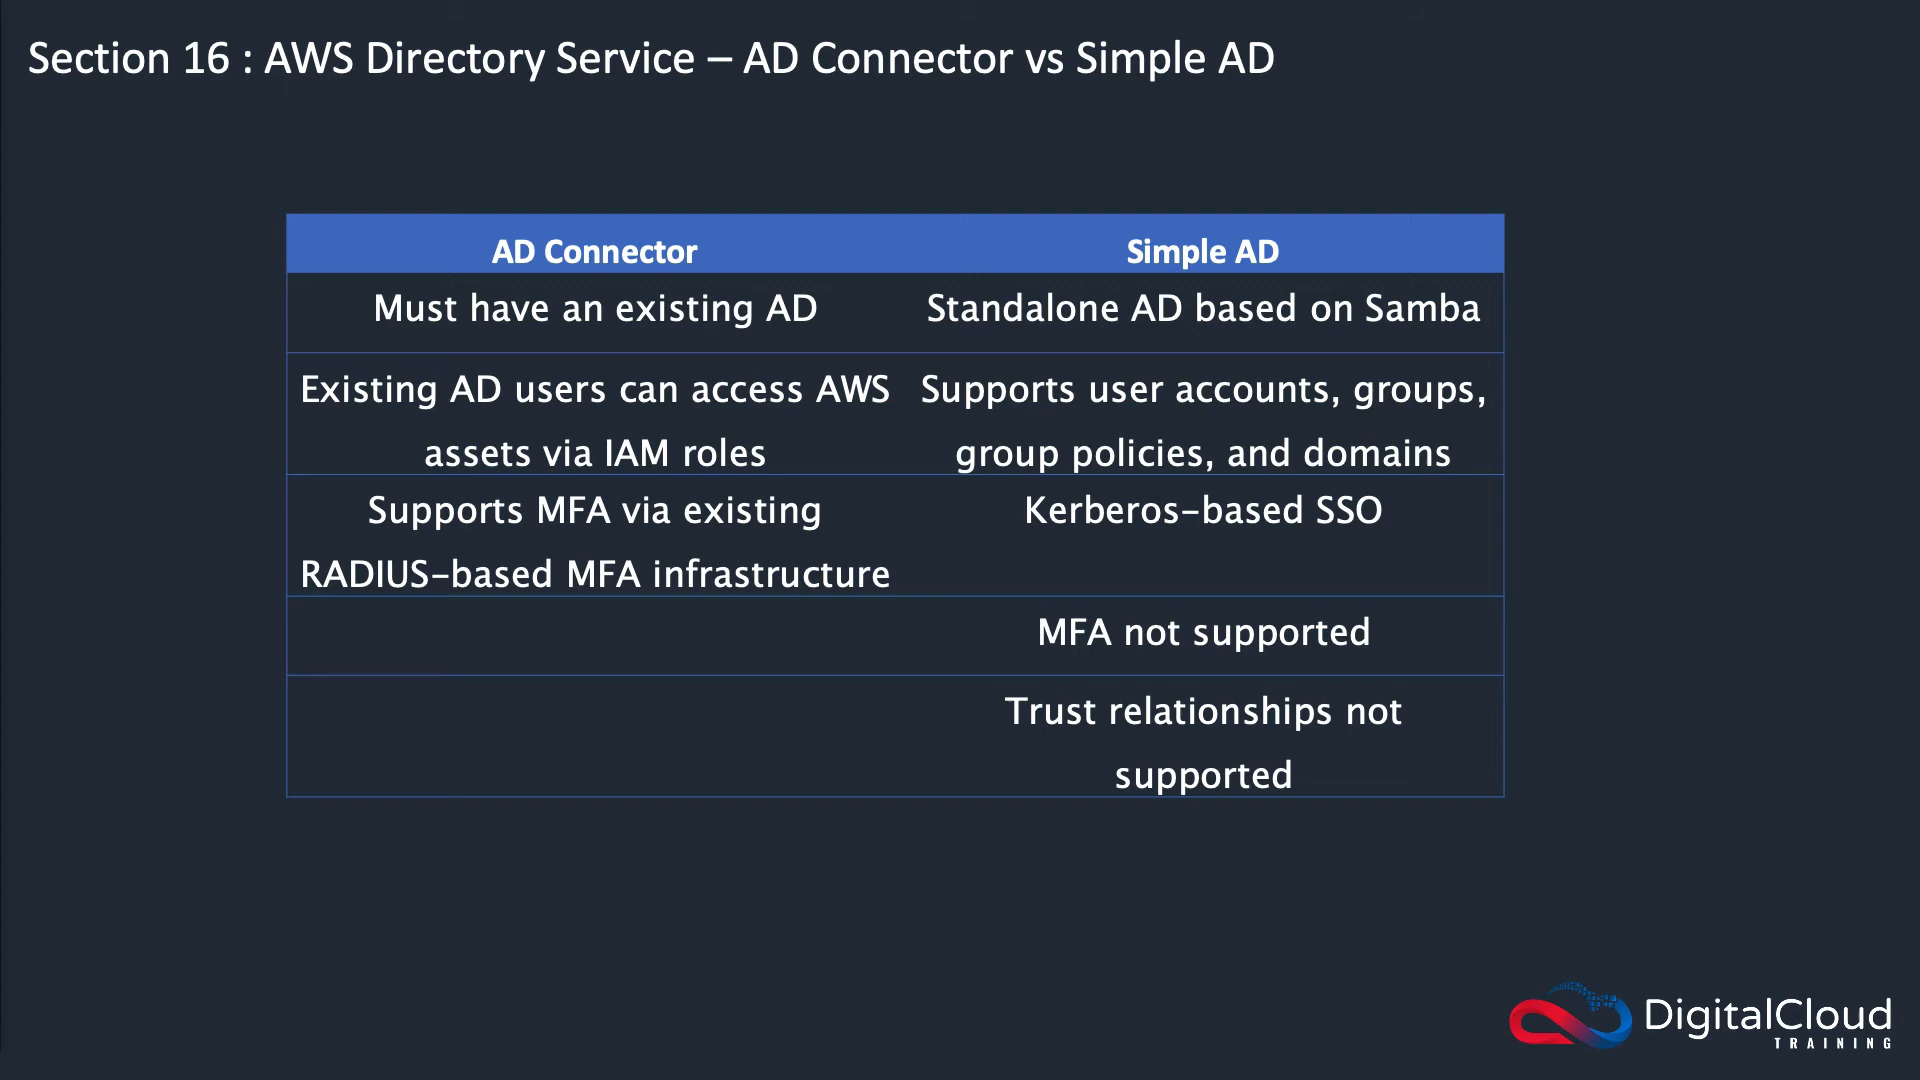 Section 16 : AWS Directory Service – AD Connector vs Simple AD
AD Connector
Simple AD
Must have an existing AD
Standalone AD based on Samba
Existing AD users can access AWS
assets via IAM roles
Supports user accounts, groups,
group policies, and domains
Supports MFA via existing
RADIUS-based MFA infrastructure
Kerberos-based SSO
MFA not supported
Trust relationships not
supported
DigitalCloud
TRAINING